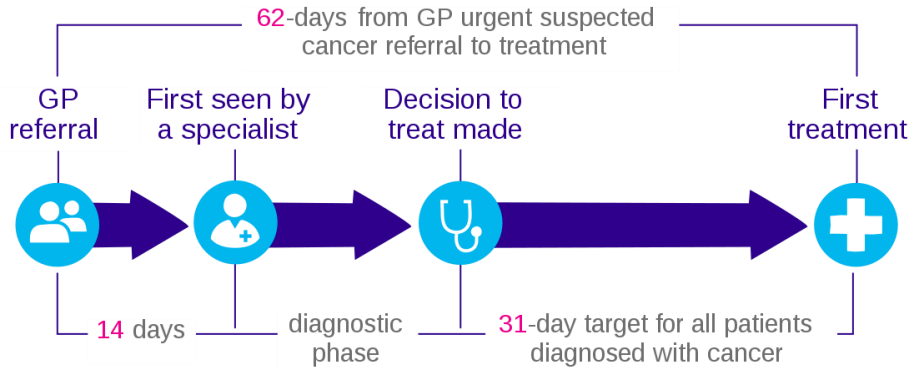 62-days from GP urgent suspected
cancer referral to treatment
GP
referral
First seen by
a specialist
Decision to
treat made
First
treatment
14 days
diagnostic
phase
31-day target for all patients
diagnosed with cancer